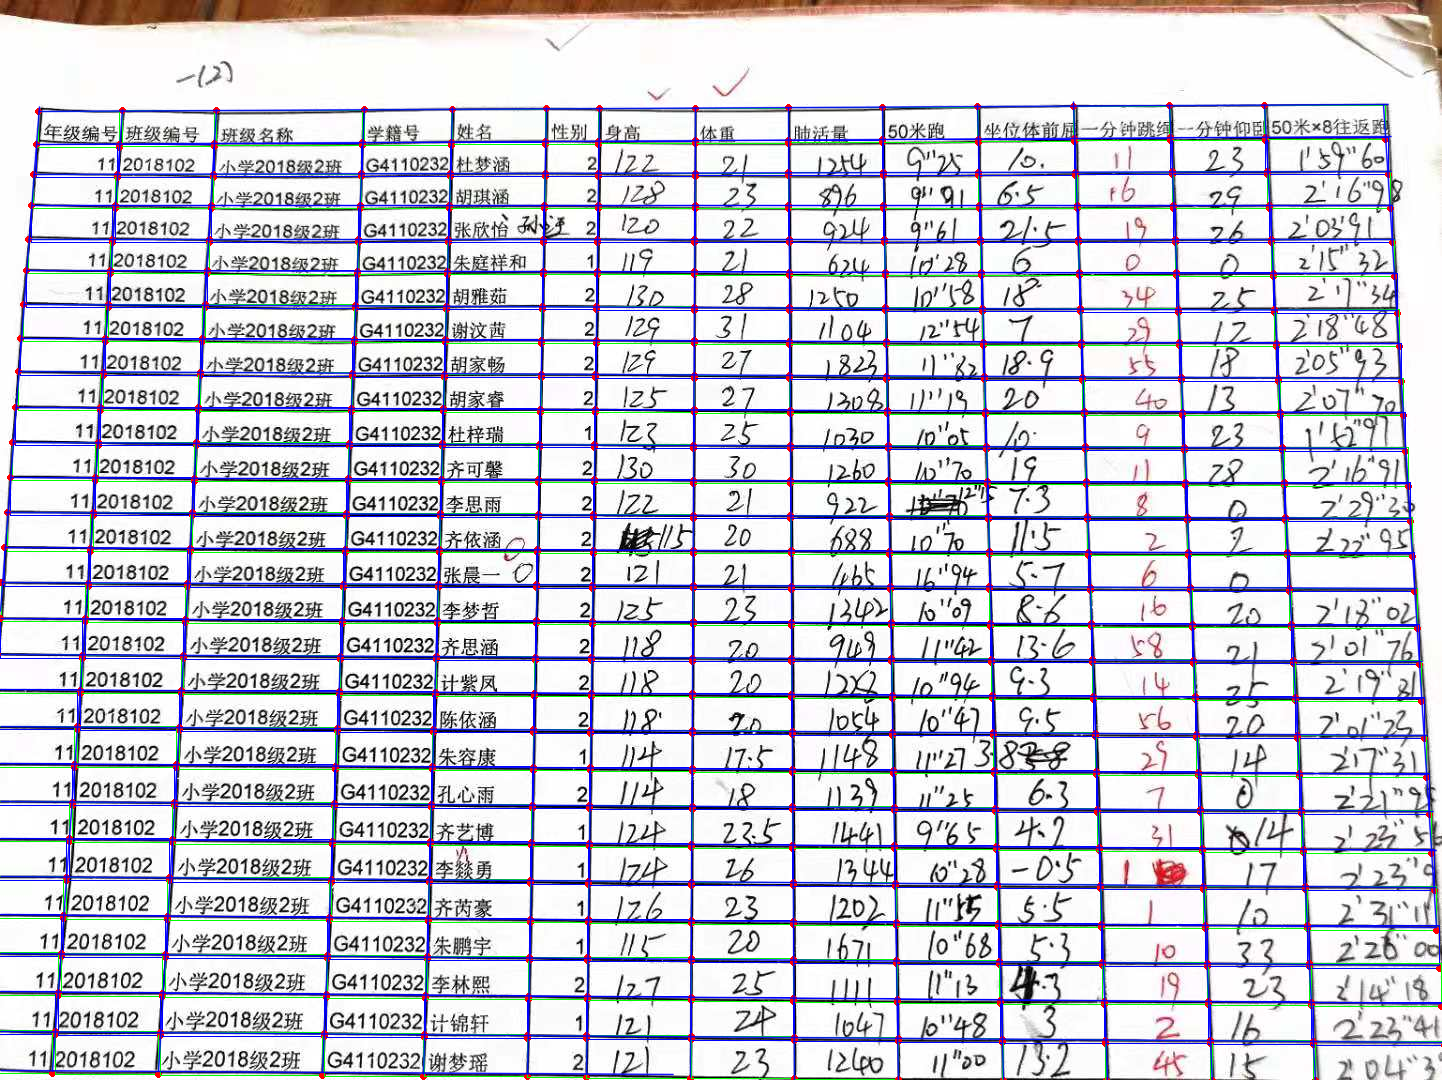 一(2)
年级编号 班级编号 班级名称 学籍号 姓名 性别 身高 体重 肺活量 50米跑 坐位体前屈 一分钟跳绳 一分钟仰卧 50米×8往返跑
11 2018102 小学2018级2班 G4110232 杜梦涵 2 122 21 1254 9"25 10. 11 23 1'59"60
11 2018102 小学2018级2班 G4110232 胡琪涵 2 128 23 896 9"91 6.5 16 29 2'16"98
11 2018102 小学2018级2班 G4110232 张欣怡 2 120 22 924 9"61 21.5 19 26 2'03'91
11 2018102 小学2018级2班 G4110232 朱庭祥和 1 119 21 624 10"28 6 0 0 2'15"32
11 2018102 小学2018级2班 G4110232 胡雅茹 2 130 28 1250 10"58 18 34 25 2'17"34
11 2018102 小学2018级2班 G4110232 谢汶茜 2 129 31 1104 12"54 7 29 12 2'18"48
11 2018102 小学2018级2班 G4110232 胡家畅 2 129 27 1823 11"82 18.9 55 18 2'05"93
11 2018102 小学2018级2班 G4110232 胡家睿 2 125 27 1308 11"19 20 40 13 2'07"70
11 2018102 小学2018级2班 G4110232 杜梓瑞 1 123 25 1030 10"05 10. 9 23 1'52"97
11 2018102 小学2018级2班 G4110232 齐可馨 2 130 30 1260 10"70 19 11 28 2'16"91
11 2018102 小学2018级2班 G4110232 李思雨 2 122 21 922 12"15 7.3 8 0 2'29"30
11 2018102 小学2018级2班 G4110232 齐依涵 2 115 20 688 10"70 11.5 2 2 2'22"95
11 2018102 小学2018级2班 G4110232 张晨一 0 2 121 21 465 16"94 5.7 6 0
11 2018102 小学2018级2班 G4110232 李梦哲 2 125 23 1342 10"09 8.6 16 20 2'18"02
11 2018102 小学2018级2班 G4110232 齐思涵 2 118 20 943 11"42 13.6 58 21 2'01"76
11 2018102 小学2018级2班 G4110232 计紫凤 2 118 20 1228 10"94 9.3 14 25 2'19"31
11 2018102 小学2018级2班 G4110232 陈依涵 2 118 20 1054 10"47 9.5 56 20 2'01"23
11 2018102 小学2018级2班 G4110232 朱容康 1 114 17.5 1148 11"27 3.8 29 14 2'17"31
11 2018102 小学2018级2班 G4110232 孔心雨 2 114 18 1139 11"25 6.3 7 0 2'21"95
11 2018102 小学2018级2班 G4110232 齐艺博 1 124 23.5 1441 9"65 4.2 31 14 2'23"56
11 2018102 小学2018级2班 G4110232 李燚勇 1 124 26 1344 10"28 -0.5 1 17 2'23"9
11 2018102 小学2018级2班 G4110232 齐芮豪 1 126 23 1202 11"55 5.5 1 10 2'31"11
11 2018102 小学2018级2班 G4110232 朱鹏宇 1 115 20 1671 10"68 5.3 10 33 2'26"00
11 2018102 小学2018级2班 G4110232 李林熙 2 127 25 1111 11"13 4.3 19 23 2'14"18
11 2018102 小学2018级2班 G4110232 计锦轩 1 121 24 1047 10"48 3 2 16 2'23"41
11 2018102 小学2018级2班 G4110232 谢梦瑶 2 121 23 1240 11"00 13.2 45 15 2'04"3